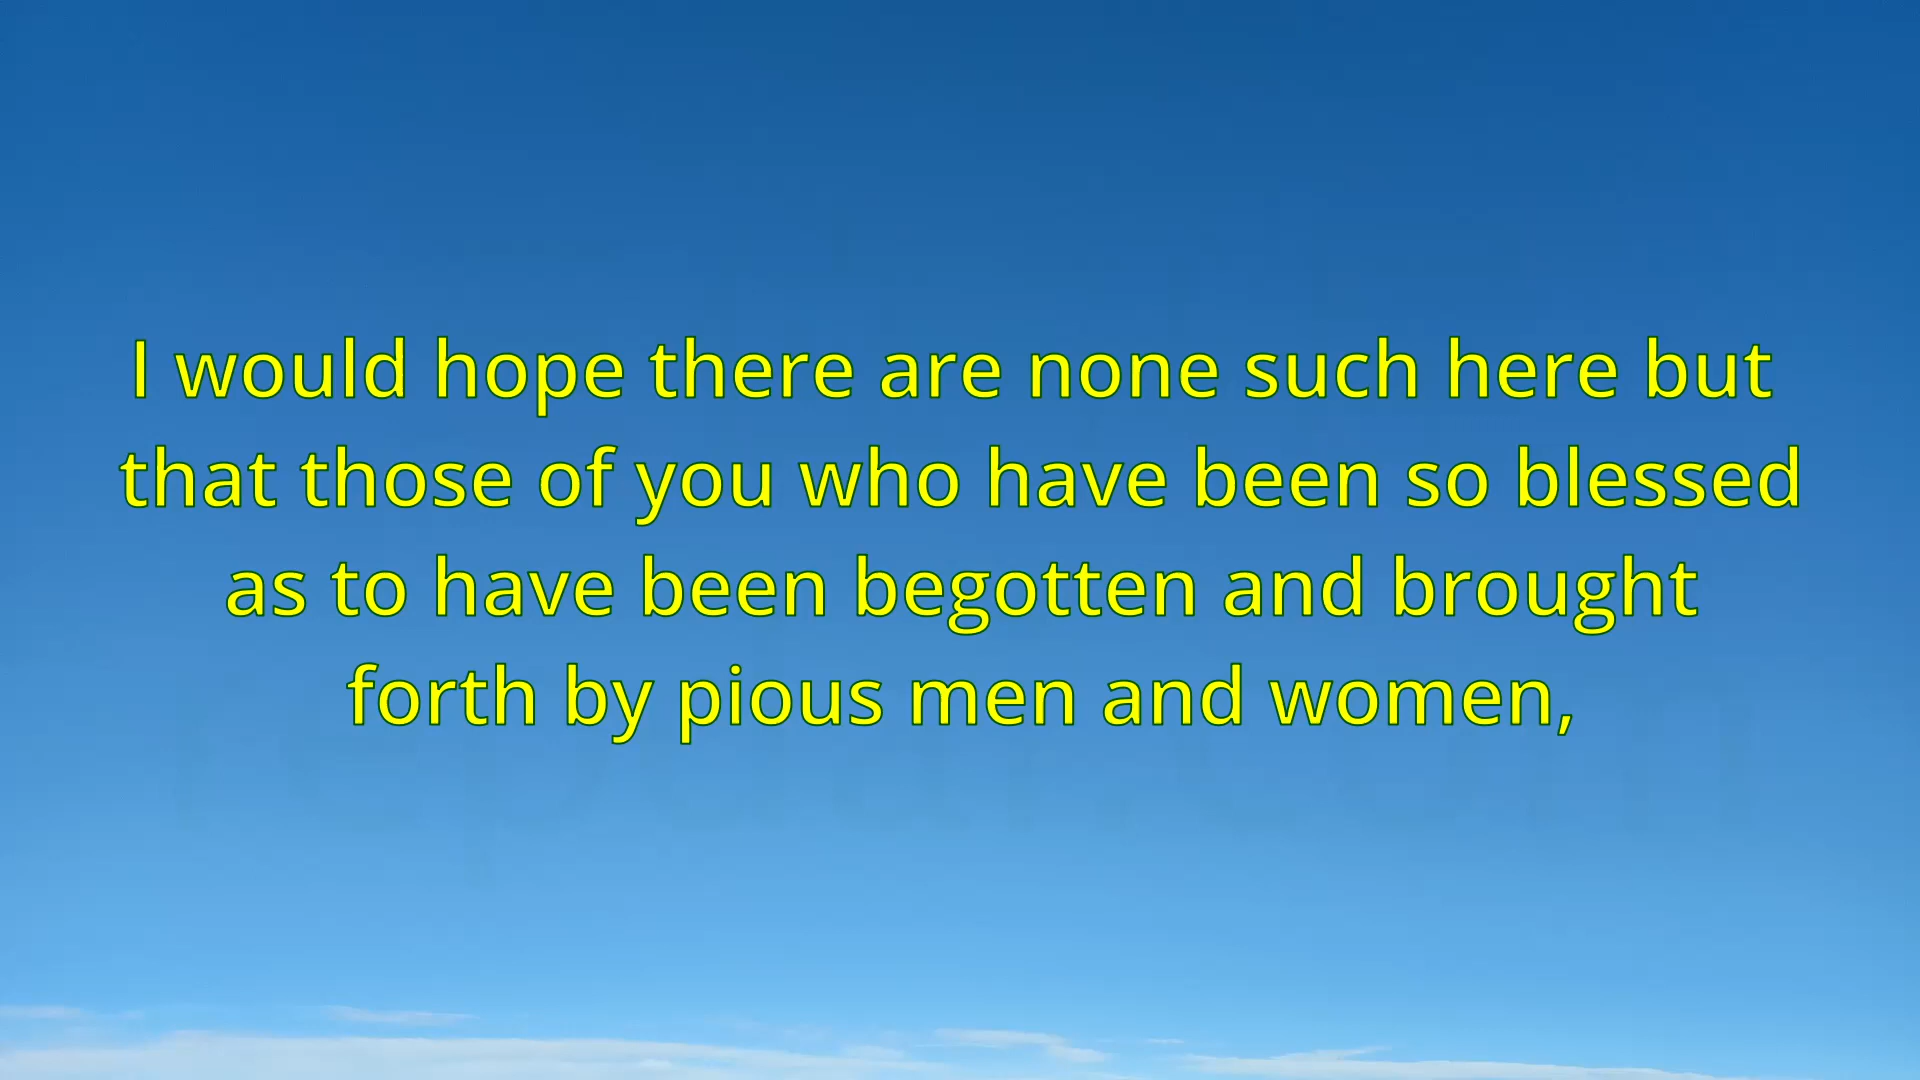 I would hope there are none such here but
that those of you who have been so blessed
as to have been begotten and brought
forth by pious men and women,